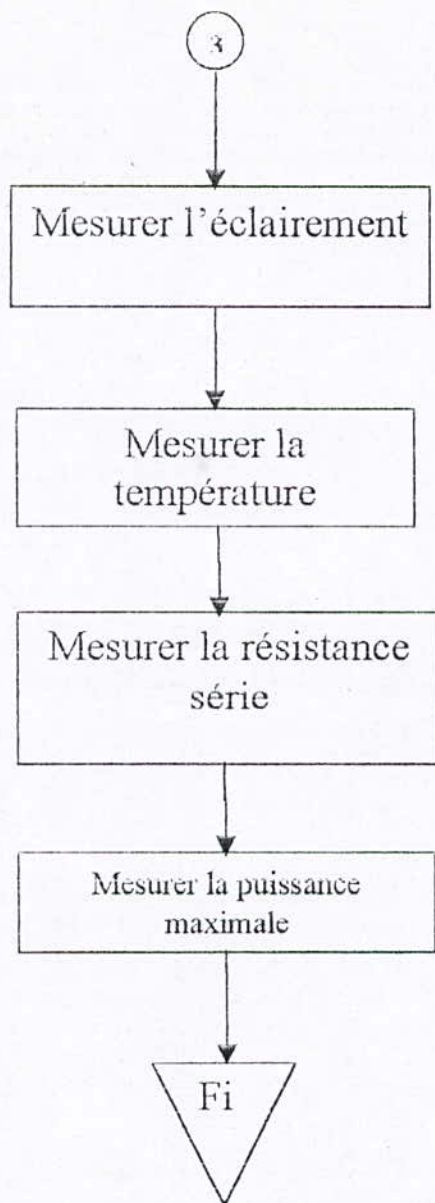 3
Mesurer l'éclairement
Mesurer la
température
Mesurer la résistance
série
Mesurer la puissance
maximale
Fi